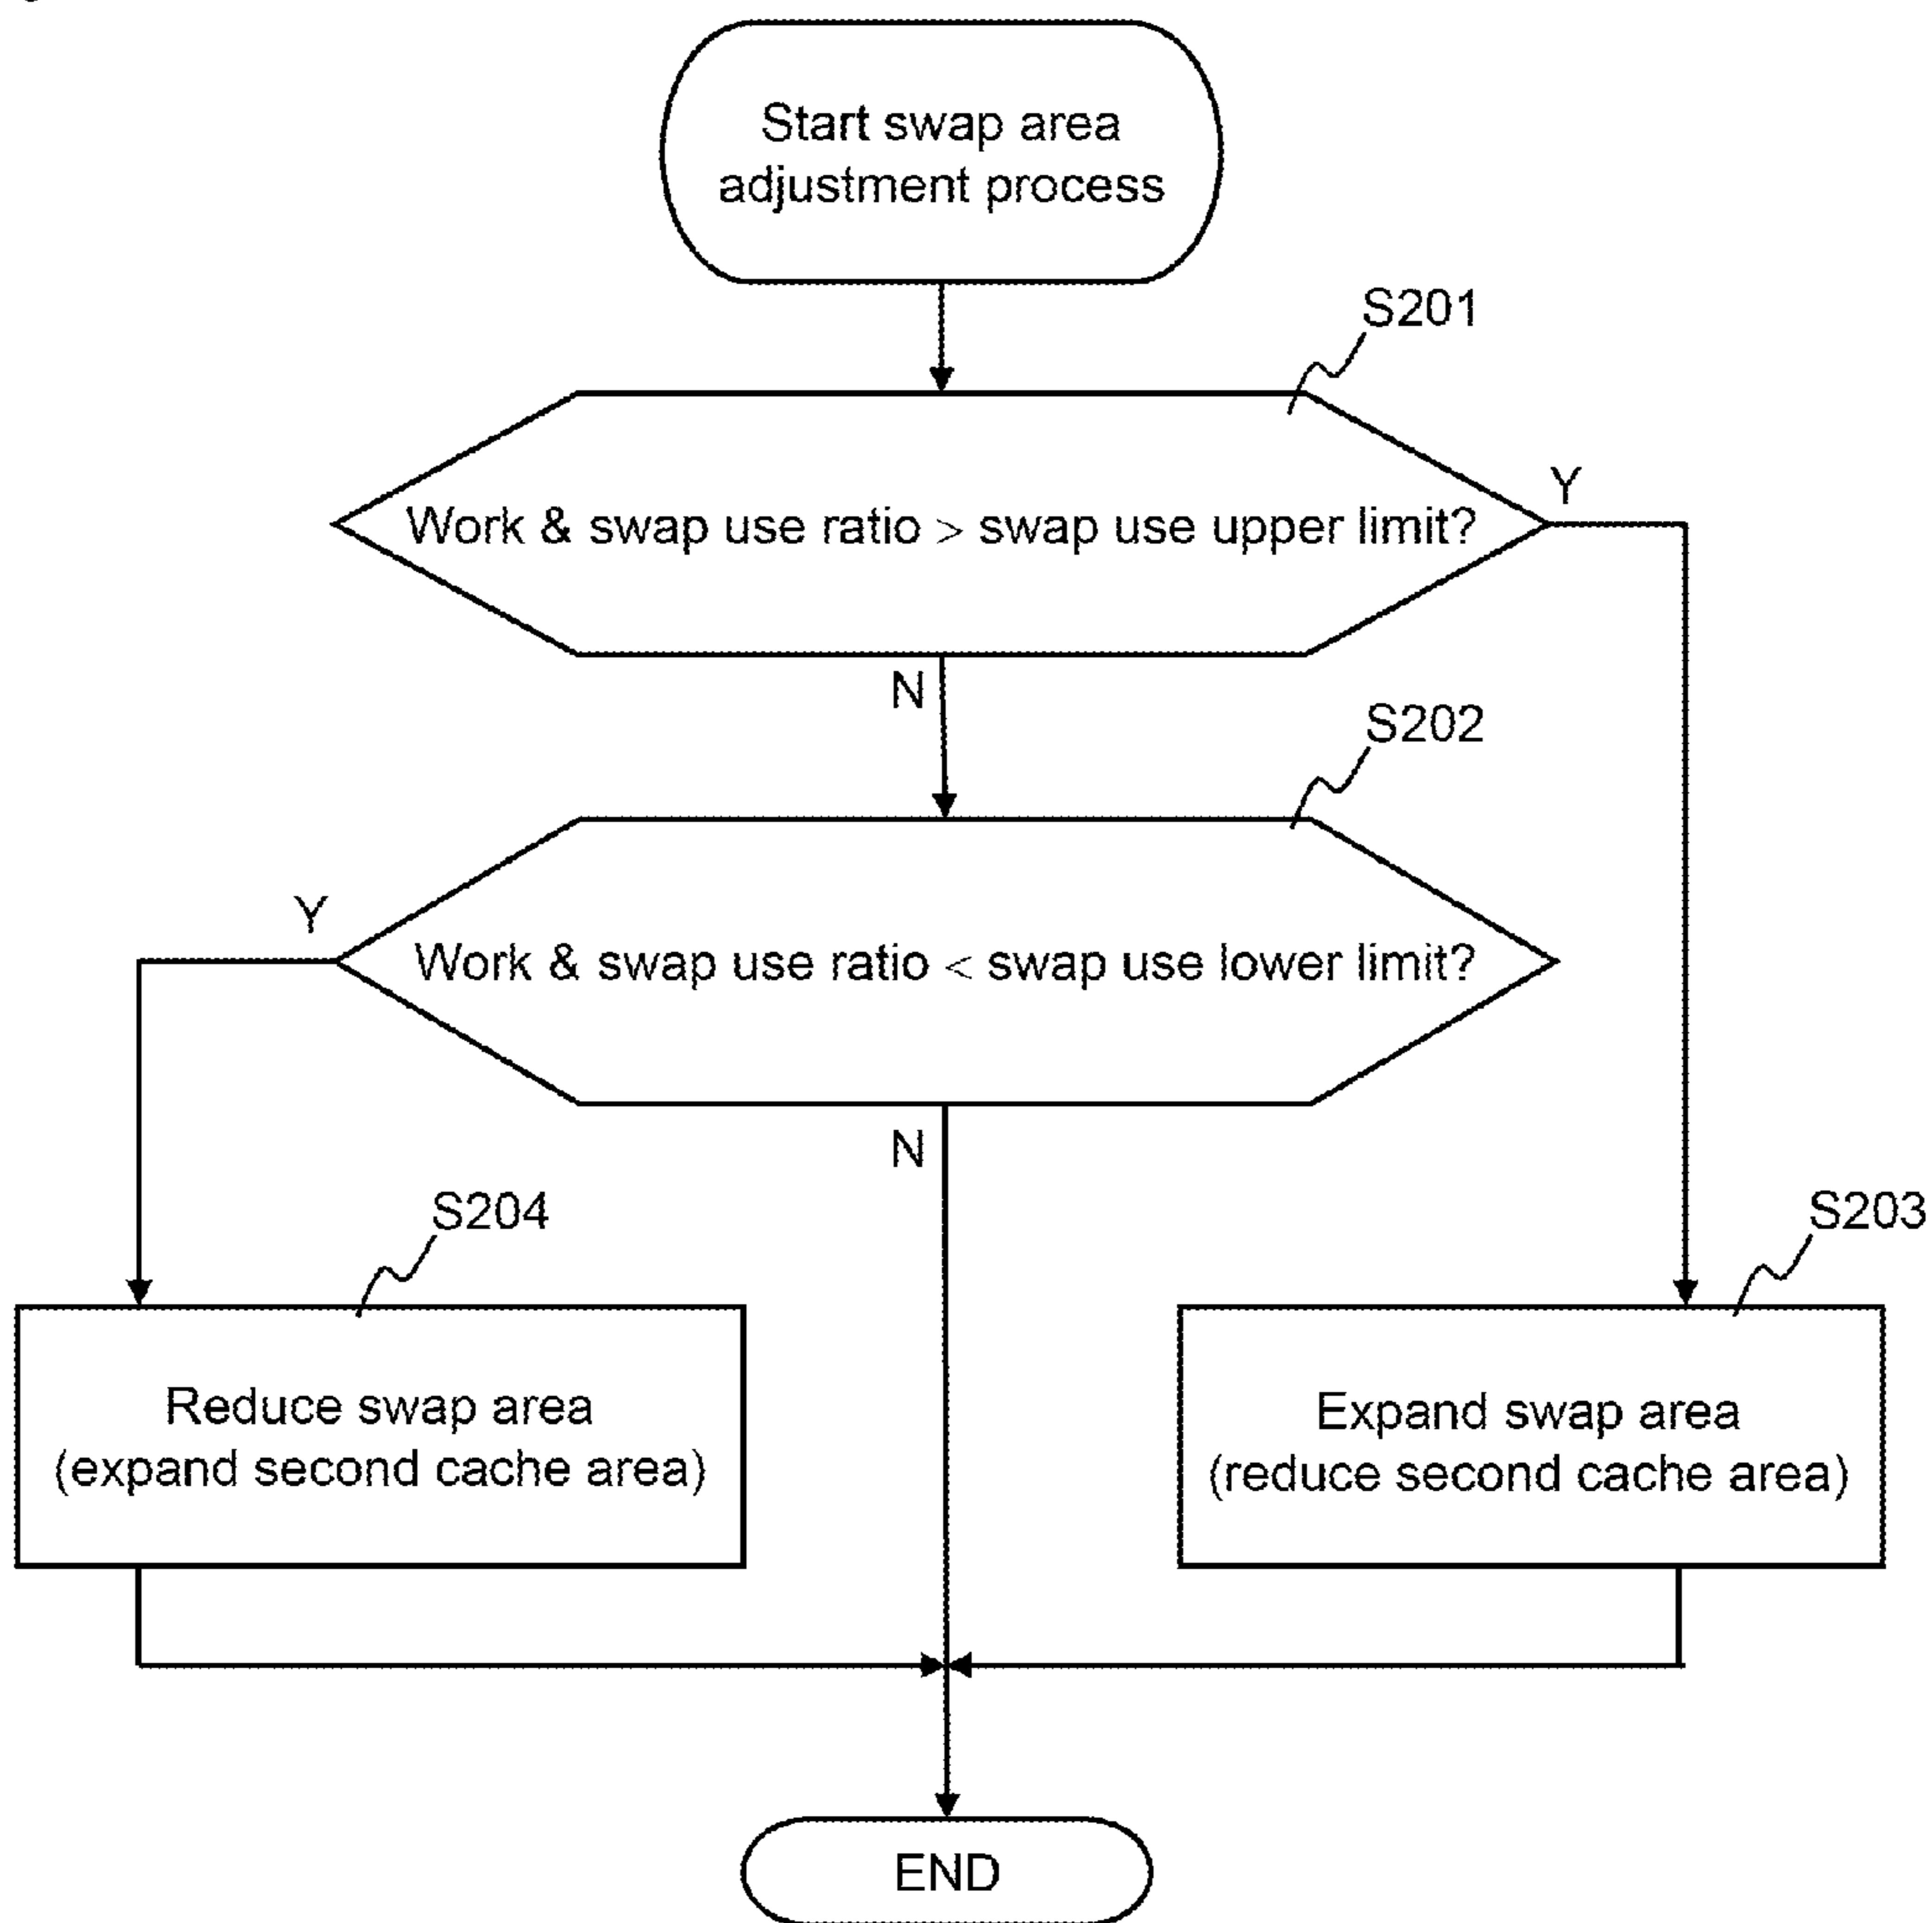 Start swap area
adjustment process
S201
Work & swap use ratio > swap use upper limit?
Y
N
S202
Y
Work & swap use ratio < swap use lower limit?
N
S204
S203
Reduce swap area
(expand second cache area)
Expand swap area
(reduce second cache area)
END